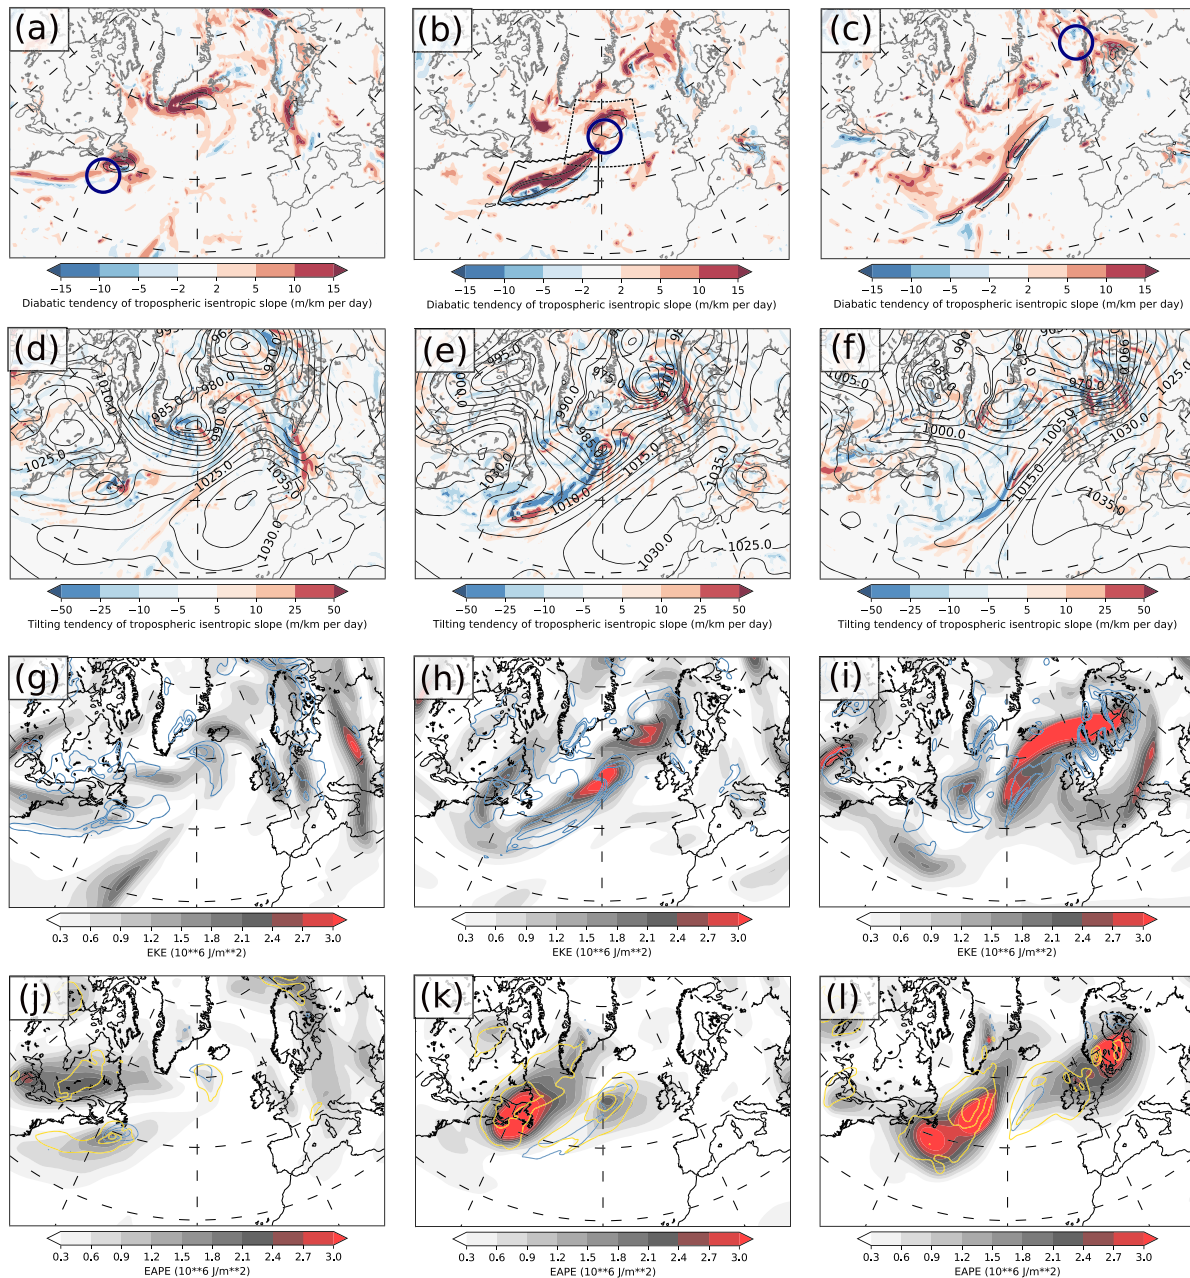 (a) (b) (c)
−15 −10 −5 −2 2 5 10 15
Diabatic tendency of tropospheric isentropic slope (m/km per day)
−15 −10 −5 −2 2 5 10 15
Diabatic tendency of tropospheric isentropic slope (m/km per day)
−15 −10 −5 −2 2 5 10 15
Diabatic tendency of tropospheric isentropic slope (m/km per day)
(d) (e) (f)
1010.0 980.0 910.0 985.0 990.0 1025.0 1025.0 1035.0 1030.0
995.0 1000.0 975.0 990.0 985.0 1015.0 1010.0 1035.0 1030.0 1025.0
1005.0 990 975.0 970.0 990.0 1025.0 1000.0 1005.0 1030.0 1015.0 1035.0
−50 −25 −10 −5 5 10 25 50
Tilting tendency of tropospheric isentropic slope (m/km per day)
−50 −25 −10 −5 5 10 25 50
Tilting tendency of tropospheric isentropic slope (m/km per day)
−50 −25 −10 −5 5 10 25 50
Tilting tendency of tropospheric isentropic slope (m/km per day)
(g) (h) (i)
0.3 0.6 0.9 1.2 1.5 1.8 2.1 2.4 2.7 3.0
EKE (10**6 J/m**2)
0.3 0.6 0.9 1.2 1.5 1.8 2.1 2.4 2.7 3.0
EKE (10**6 J/m**2)
0.3 0.6 0.9 1.2 1.5 1.8 2.1 2.4 2.7 3.0
EKE (10**6 J/m**2)
(j) (k) (l)
0.3 0.6 0.9 1.2 1.5 1.8 2.1 2.4 2.7 3.0
EAPE (10**6 J/m**2)
0.3 0.6 0.9 1.2 1.5 1.8 2.1 2.4 2.7 3.0
EAPE (10**6 J/m**2)
0.3 0.6 0.9 1.2 1.5 1.8 2.1 2.4 2.7 3.0
EAPE (10**6 J/m**2)